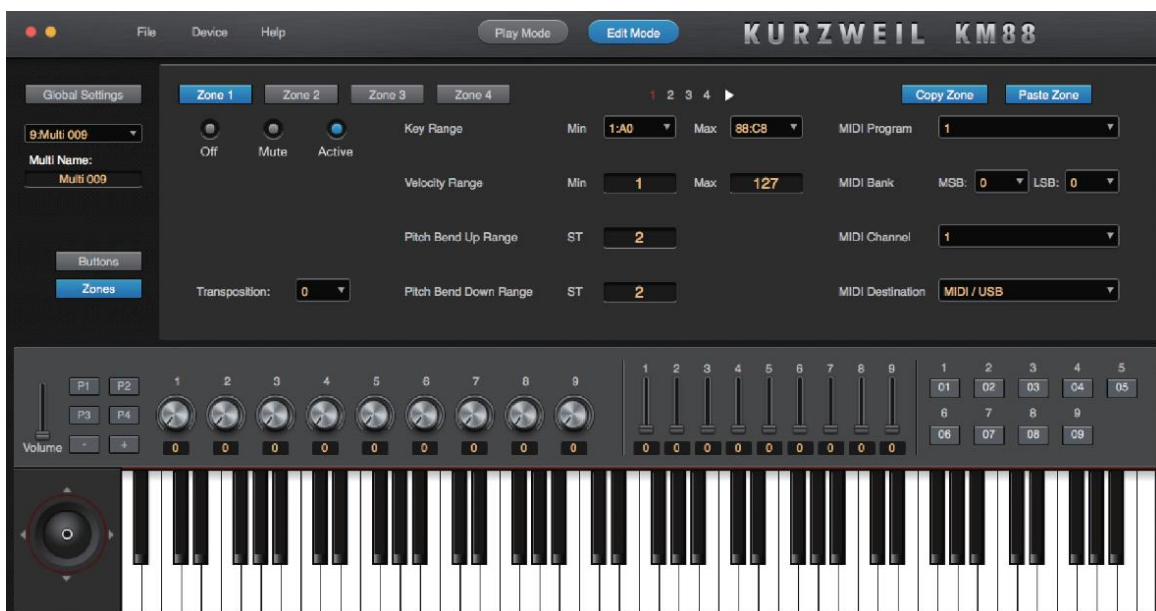 File Device Help Play Mode Edit Mode KURZWEIL KM88
Global Settings Zone 1 Zone 2 Zone 3 Zone 4 1 2 3 4 Copy Zone Paste Zone
9:Multi 009 Key Range Min 1:A0 Max 88:C8 MIDI Program 1
Off Mute Active
Multi Name:
Multi 009 Velocity Range Min 1 Max 127 MIDI Bank MSB: 0 LSB: 0
Pitch Bend Up Range ST 2 MIDI Channel 1
Buttons
Zones Transposition: 0 Pitch Bend Down Range ST 2 MIDI Destination MIDI / USB
1 2 3 4 5 6 7 8 9 1 2 3 4 5
P1 P2 1 2 3 4 5 6 7 8 9 01 02 03 04 05
P3 P4 6 7 8 9
- + 06 07 08 09
Volume 0 0 0 0 0 0 0 0 0 0 0 0 0 0 0 0 0 0